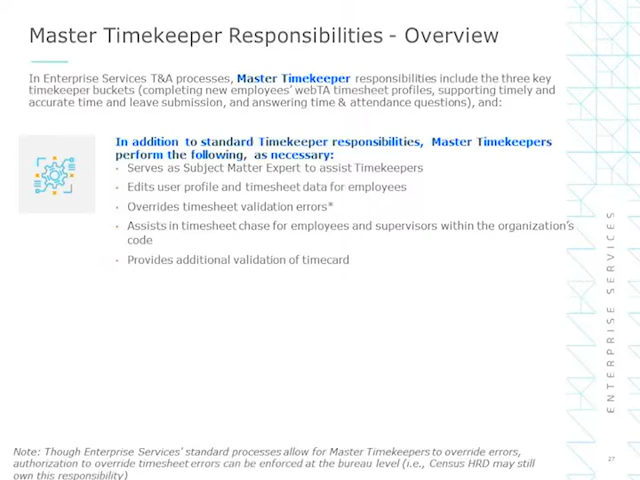 Master Timekeeper Responsibilities - Overview
In Enterprise Services T&A processes, Master Timekeeper responsibilities include the three key
timekeeper buckets (completing new employees' webTA timesheet profiles, supporting timely and
accurate time and leave submission, and answering time & attendance questions), and:
In addition to standard Timekeeper responsibilities, Master Timekeepers
perform the following, as necessary:
• Serves as Subject Matter Expert to assist Timekeepers
• Edits user profile and timesheet data for employees
• Overrides timesheet validation errors*
• Assists in timesheet chase for employees and supervisors within the organization's
code
• Provides additional validation of timecard
ENTERPRISE SERVICES
27
Note: Though Enterprise Services' standard processes allow for Master Timekeepers to override errors,
authorization to override timesheet errors can be enforced at the bureau level (i.e., Census HRD may still
own this responsibility)